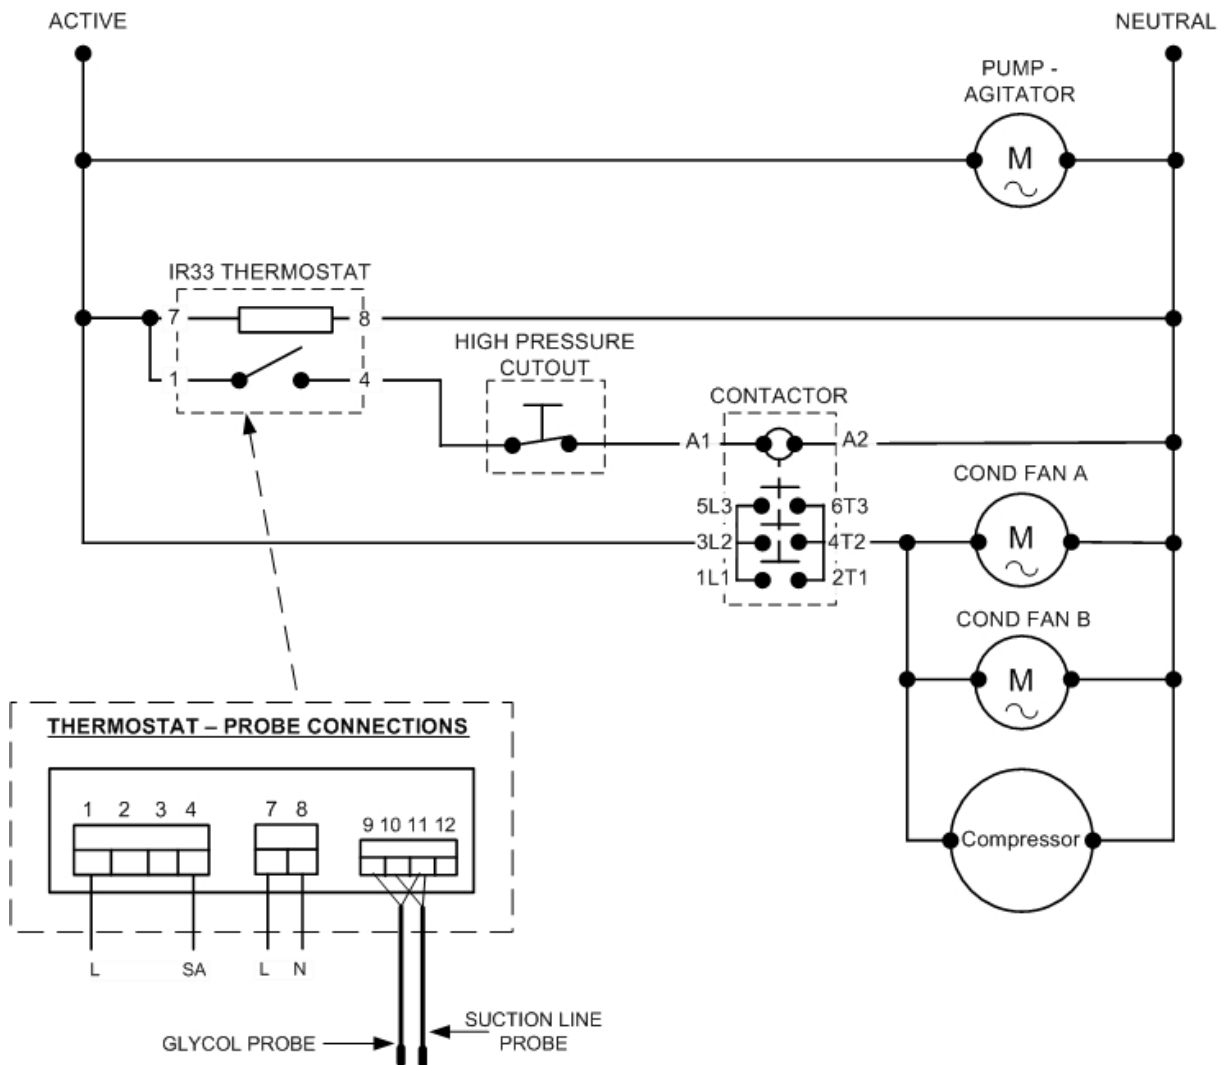 ACTIVE
NEUTRAL
PUMP -
AGITATOR
M
IR33 THERMOSTAT
7
8
1
4
HIGH PRESSURE
CUTOUT
CONTACTOR
A1
A2
5L3
6T3
3L2
4T2
1L1
2T1
COND FAN A
M
COND FAN B
M
Compressor
THERMOSTAT – PROBE CONNECTIONS
1 2 3 4
7 8
9 10 11 12
L SA L N
GLYCOL PROBE
SUCTION LINE
PROBE